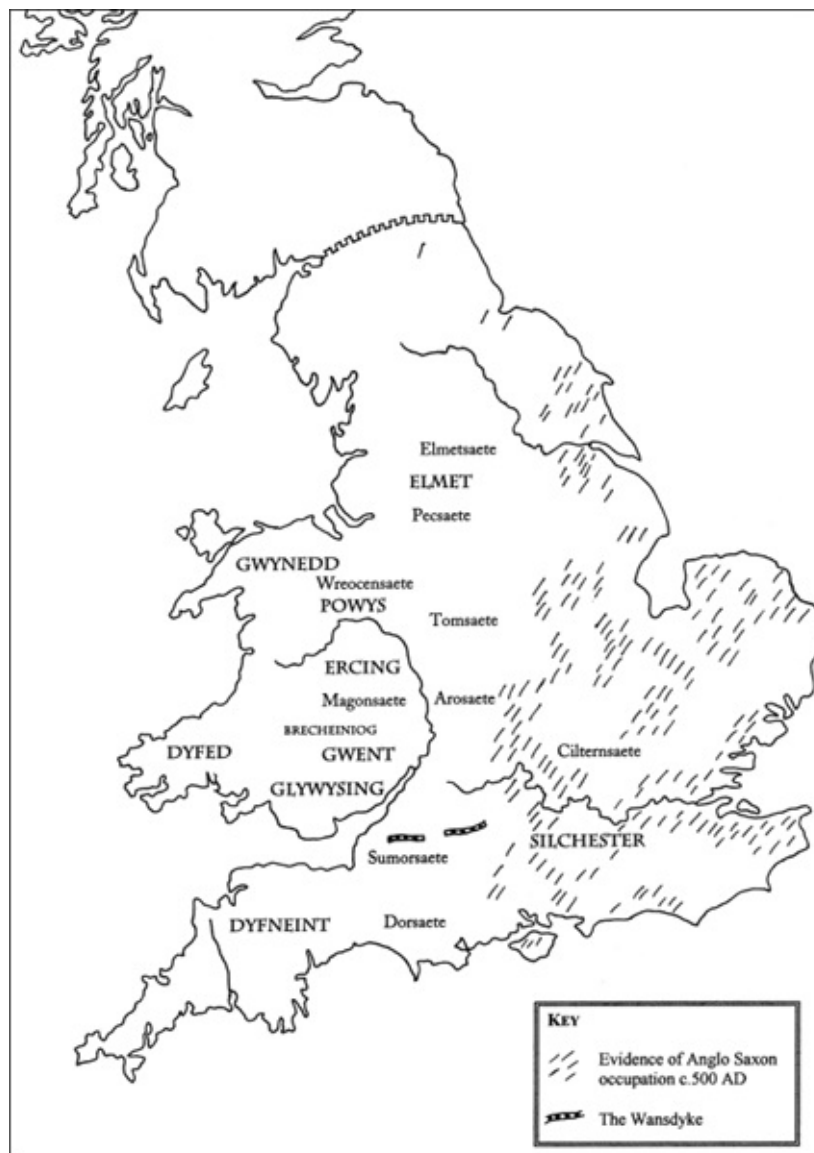 Elmetsaete
ELMET
Pecsaete
GWYNEDD
Wreocensaete
POWYS
Tomsaete
ERCING
Magonsaete
Arosaete
BRECHEINIOG
DYFED
GWENT
Cilternsaete
GLYWYSING
SILCHESTER
Sumorsaete
DYFNEINT
Dorsaete
KEY
Evidence of Anglo Saxon
occupation c.500 AD
The Wansdyke